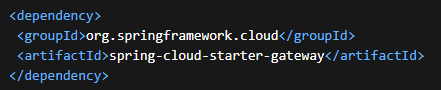 <dependency>
<groupId>org.springframework.cloud</groupId>
<artifactId>spring-cloud-starter-gateway</artifactId>
</dependency>